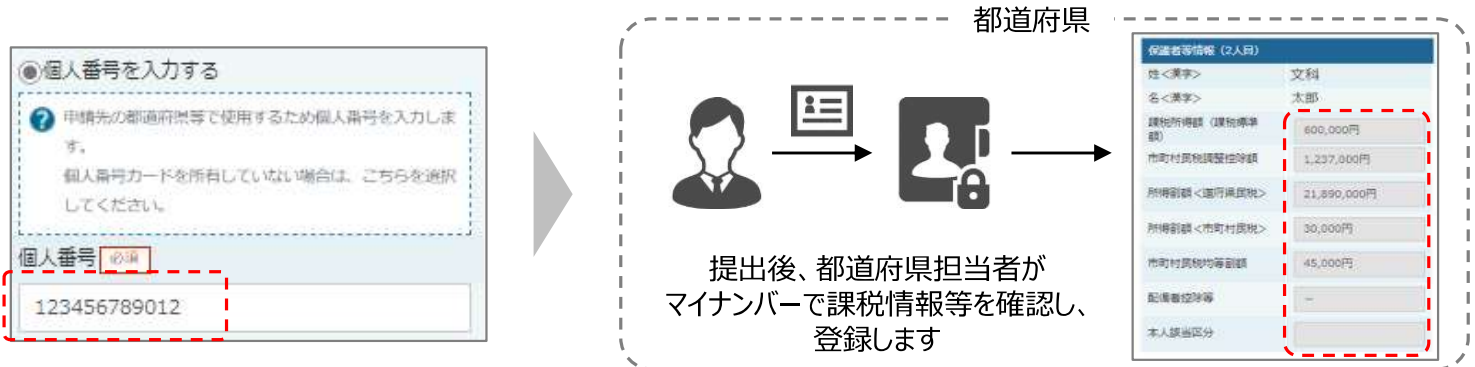 個人番号を入力する
申請先の都道府県等で使用するため個人番号を入力しま
す。
個人番号カードを所有していない場合は、こちらを選択
してください。
個人番号 必須
123456789012
都道府県
提出後、都道府県担当者が
マイナンバーで課税情報等を確認し、
登録します
保護者等情報（2人目）
姓<漢字> 文科
名<漢字> 太郎
課税所得額（課税標準
額） 600,000円
市町村民税調整控除額 1,237,000円
所得割額<道府県民税> 21,890,000円
所得割額<市町村民税> 30,000円
市町村民税均等割額 45,000円
配偶者控除等 －
本人該当区分